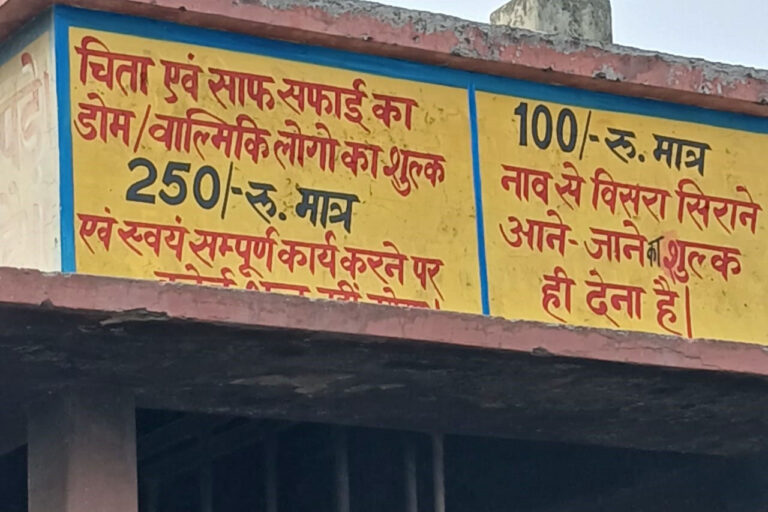 चिता एवं साफ सफाई का
डोम/वाल्मिकि लोगो का शुल्क
250/-रू. मात्र
एवं स्वयं सम्पूर्ण कार्य करने पर
100/-रू. मात्र
नाव से विसरा सिराने
आने-जाने का शुल्क
ही देना है।